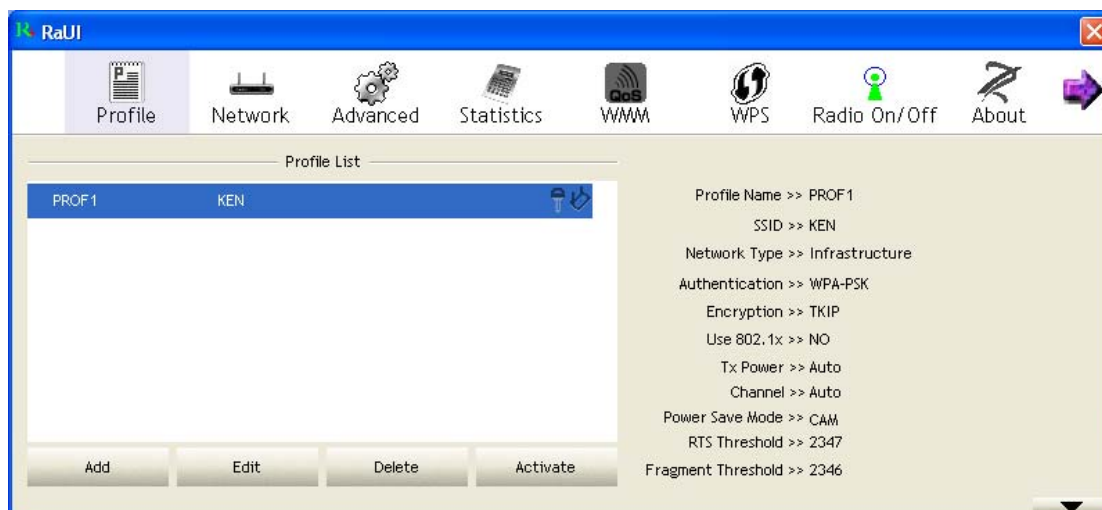 RaUI
Profile Network Advanced Statistics QoS WMM WPS Radio On/Off About
Profile List
PROF1 KEN
Add Edit Delete Activate
Profile Name >> PROF1
SSID >> KEN
Network Type >> Infrastructure
Authentication >> WPA-PSK
Encryption >> TKIP
Use 802.1x >> NO
Tx Power >> Auto
Channel >> Auto
Power Save Mode >> CAM
RTS Threshold >> 2347
Fragment Threshold >> 2346